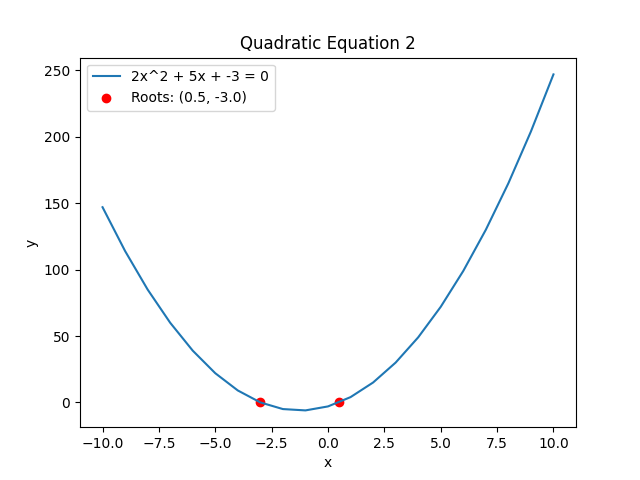 Quadratic Equation 2
2x^2 + 5x + -3 = 0
Roots: (0.5, -3.0)
250
200
150
100
50
0
y
−10.0 −7.5 −5.0 −2.5 0.0 2.5 5.0 7.5 10.0
x